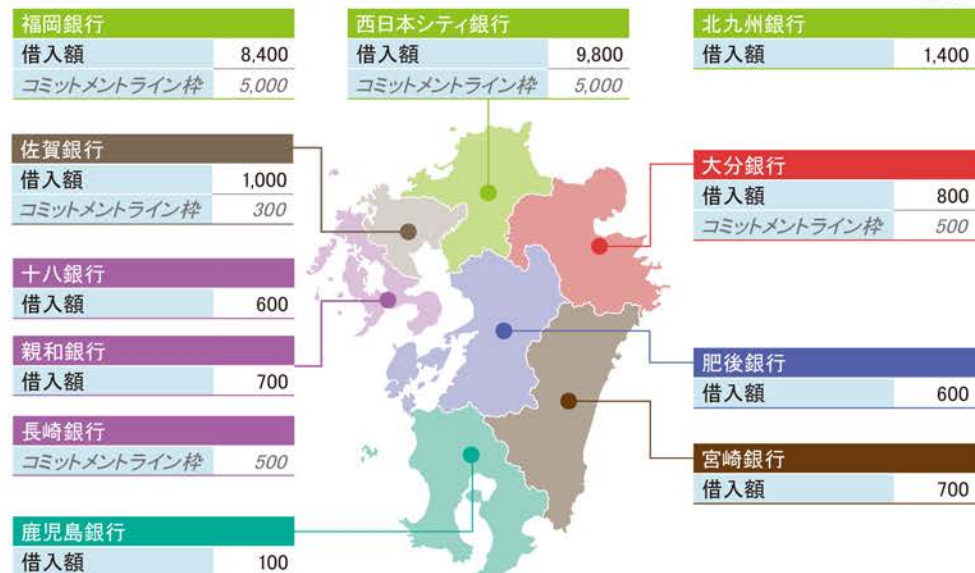 福岡銀行
借入額 8,400
コミットメントライン枠 5,000
西日本シティ銀行
借入額 9,800
コミットメントライン枠 5,000
北九州銀行
借入額 1,400
佐賀銀行
借入額 1,000
コミットメントライン枠 300
大分銀行
借入額 800
コミットメントライン枠 500
十八銀行
借入額 600
親和銀行
借入額 700
肥後銀行
借入額 600
長崎銀行
コミットメントライン枠 500
宮崎銀行
借入額 700
鹿児島銀行
借入額 100